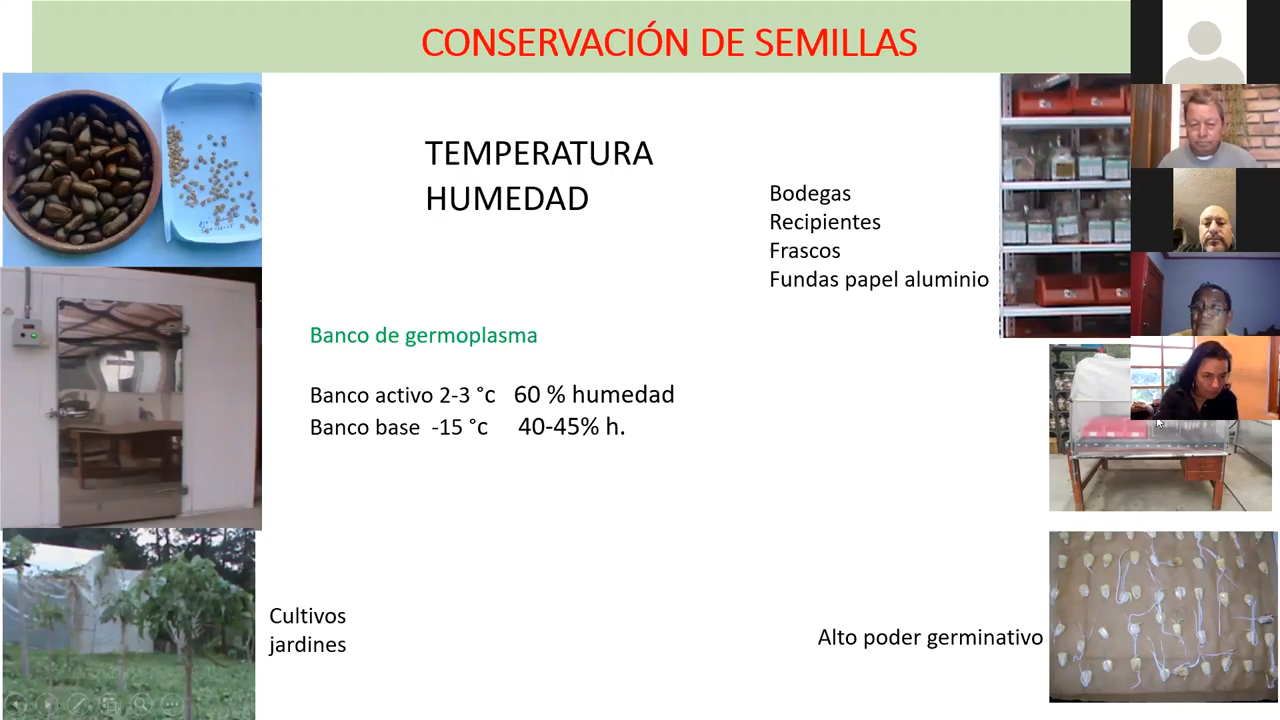 CONSERVACIÓN DE SEMILLAS
TEMPERATURA
HUMEDAD
Bodegas
Recipientes
Frascos
Fundas papel aluminio
Banco de germoplasma
Banco activo 2-3 °c 60 % humedad
Banco base -15 °c 40-45% h.
Cultivos
jardines
Alto poder germinativo